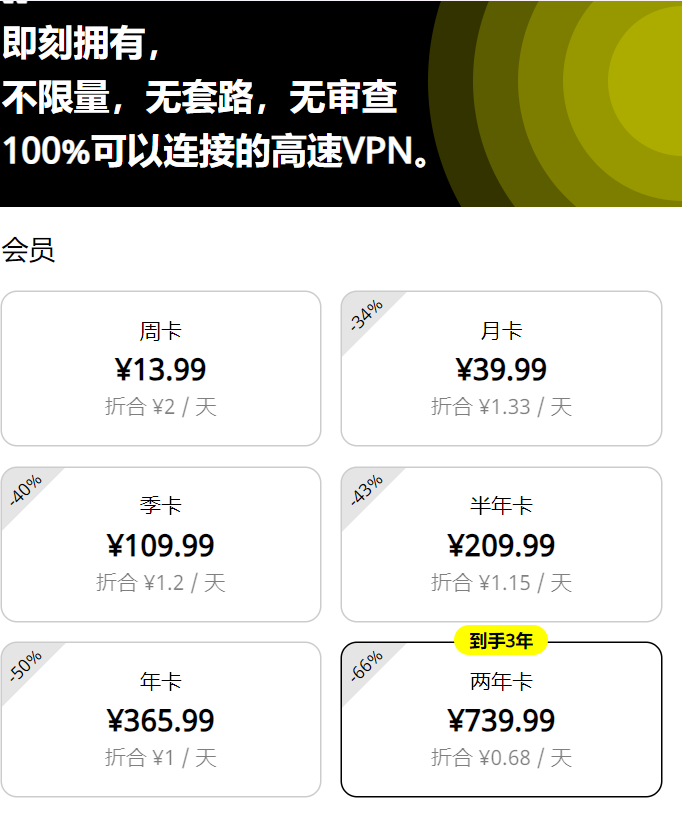 即刻拥有，
不限量，无套路，无审查
100%可以连接的高速VPN。
会员
周卡
¥13.99
折合 ¥2 / 天
-34%
月卡
¥39.99
折合 ¥1.33 / 天
-40%
季卡
¥109.99
折合 ¥1.2 / 天
-43%
半年卡
¥209.99
折合 ¥1.15 / 天
-50%
年卡
¥365.99
折合 ¥1 / 天
到手3年
-66%
两年卡
¥739.99
折合 ¥0.68 / 天